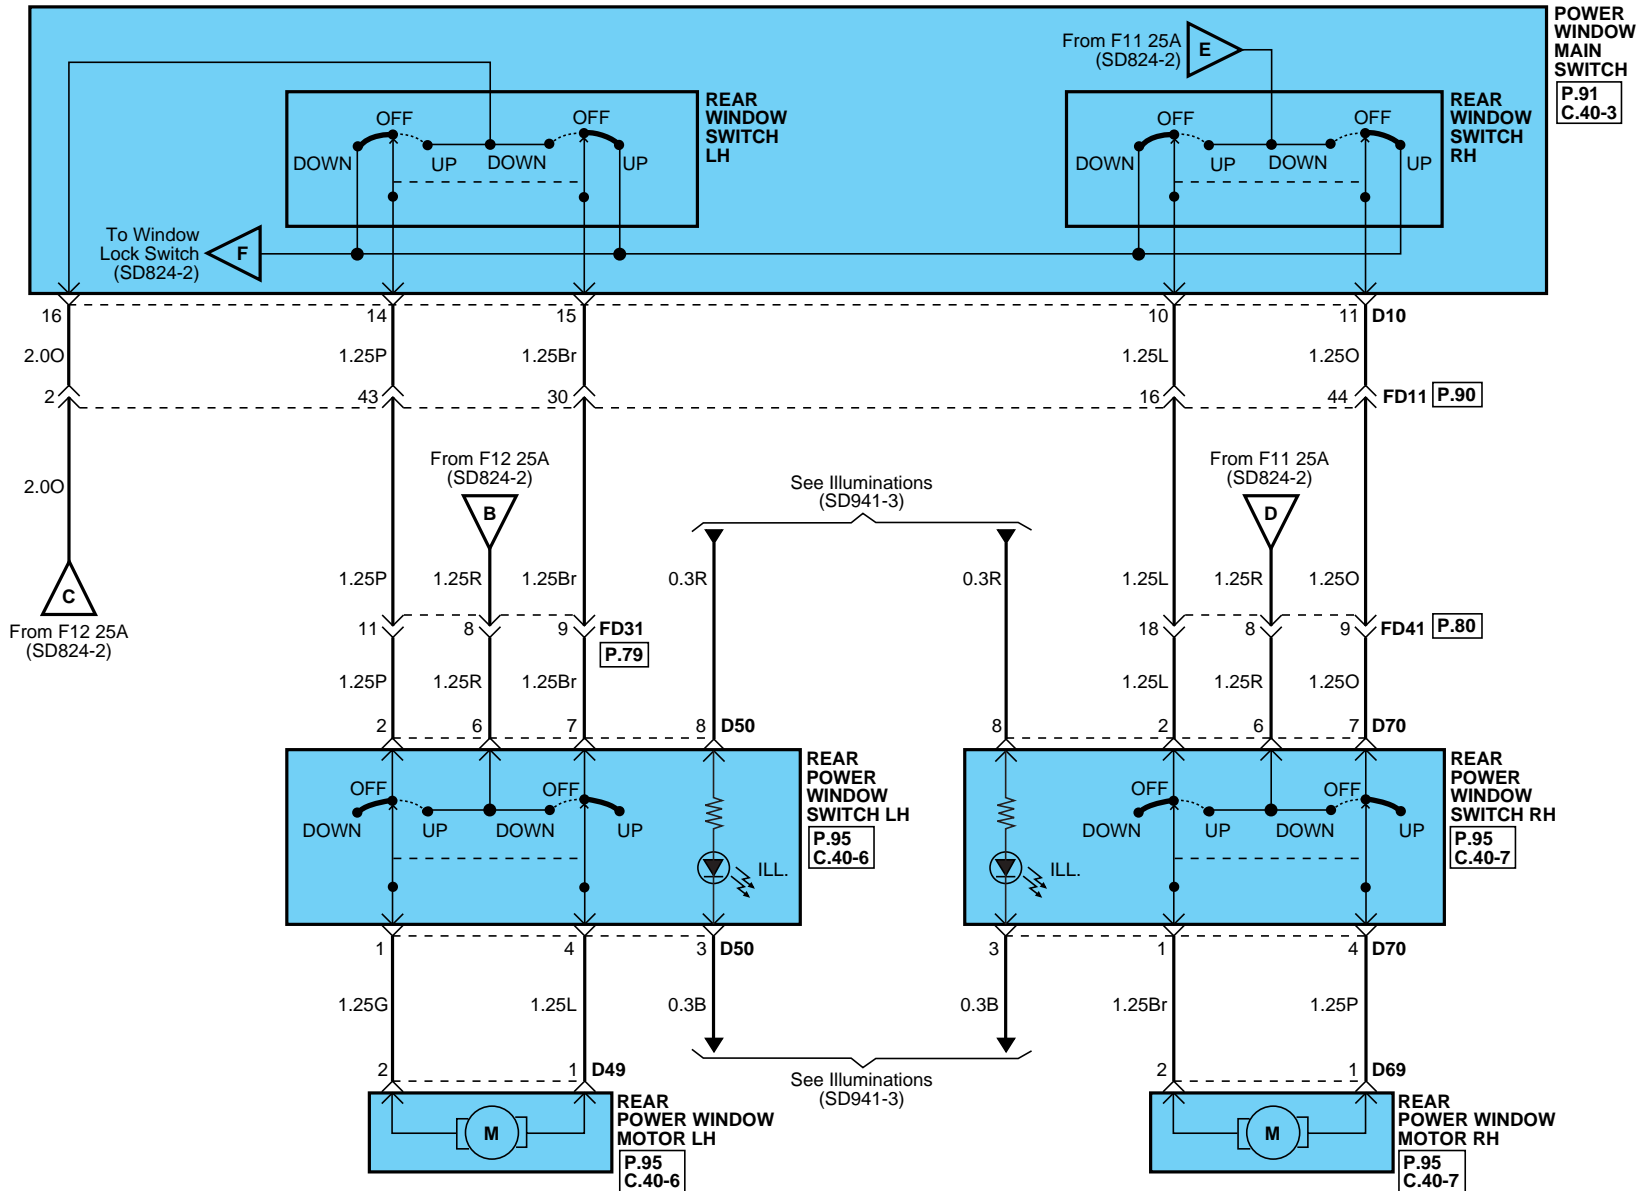 POWER
WINDOW
MAIN
SWITCH
P.91
C.40-3
From F11 25A
(SD824-2)
E
REAR
WINDOW
SWITCH
LH
OFF
OFF
DOWN
UP
DOWN
UP
REAR
WINDOW
SWITCH
RH
OFF
OFF
DOWN
UP
DOWN
UP
To Window
Lock Switch
(SD824-2)
F
16
14
15
10
11
D10
2.0O
1.25P
1.25Br
1.25L
1.25O
2
43
30
16
44
FD11
P.90
2.0O
From F12 25A
(SD824-2)
B
See Illuminations
(SD941-3)
From F11 25A
(SD824-2)
D
C
From F12 25A
(SD824-2)
1.25P
1.25R
1.25Br
0.3R
0.3R
1.25L
1.25R
1.25O
11
8
9
FD31
P.79
18
8
9
FD41
P.80
1.25P
1.25R
1.25Br
1.25L
1.25R
1.25O
2
6
7
8
D50
8
2
6
7
D70
REAR
POWER
WINDOW
SWITCH LH
P.95
C.40-6
OFF
OFF
DOWN
UP
DOWN
UP
ILL.
REAR
POWER
WINDOW
SWITCH RH
P.95
C.40-7
ILL.
OFF
OFF
DOWN
UP
DOWN
UP
1
4
3
D50
3
1
4
D70
1.25G
1.25L
0.3B
0.3B
1.25Br
1.25P
See Illuminations
(SD941-3)
2
1
D49
2
1
D69
M
REAR
POWER WINDOW
MOTOR LH
P.95
C.40-6
M
REAR
POWER WINDOW
MOTOR RH
P.95
C.40-7